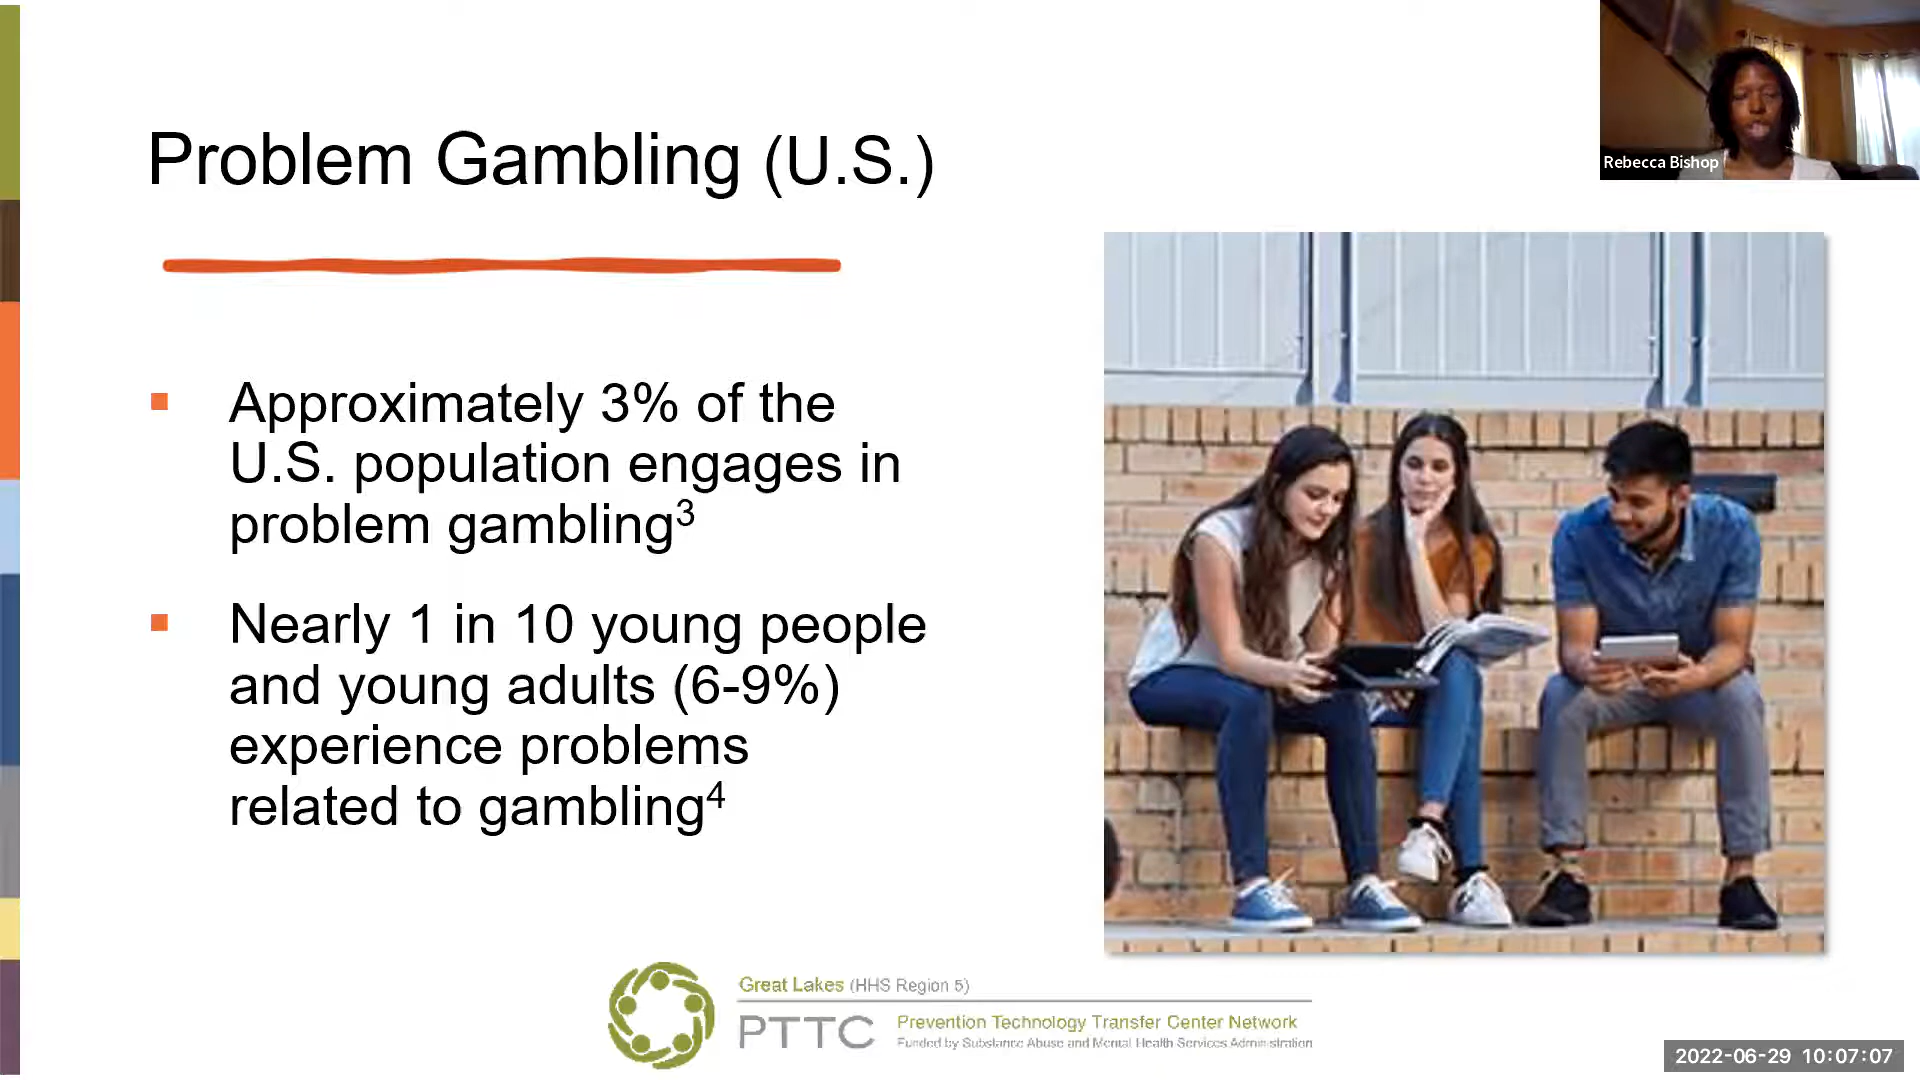 Problem Gambling (U.S.)
Rebecca Bishop
▪ Approximately 3% of the
U.S. population engages in
problem gambling³
▪ Nearly 1 in 10 young people
and young adults (6-9%)
experience problems
related to gambling⁴
Great Lakes (HHS Region 5)
PTTC
Prevention Technology Transfer Center Network
Funded by Substance Abuse and Mental Health Services Administration
2022-06-29 10:07:07